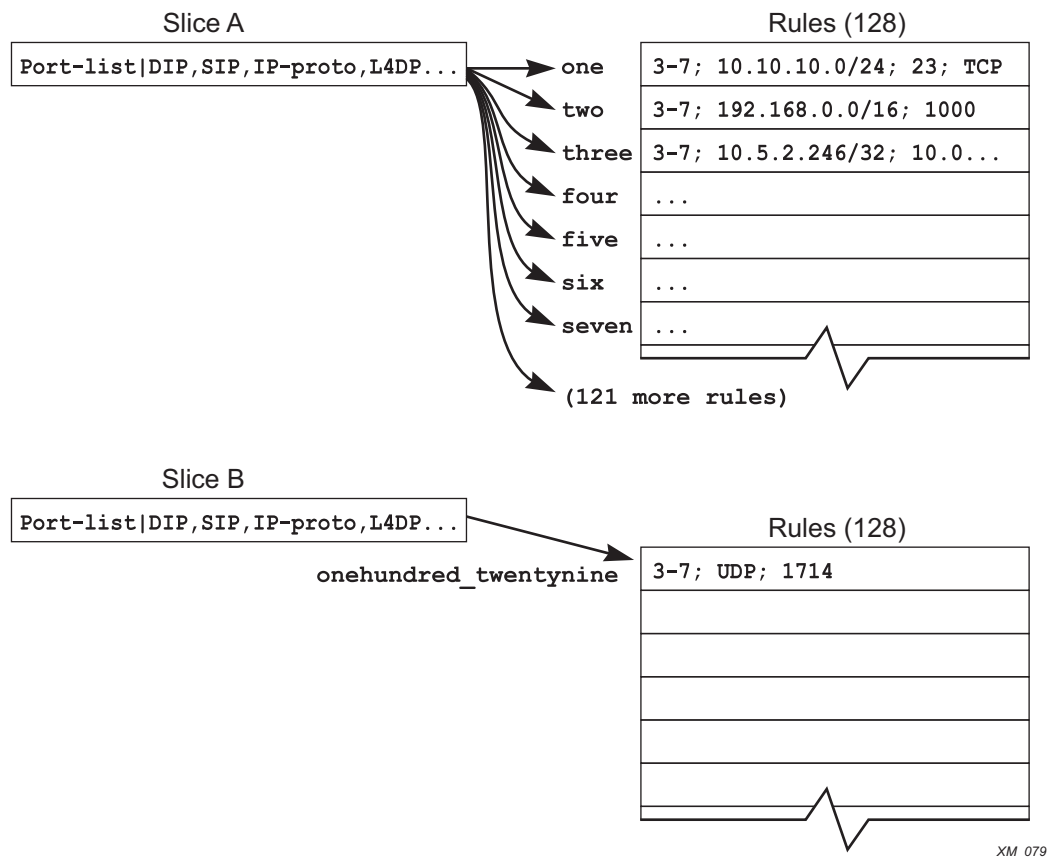 Slice A
Rules (128)
Port-list|DIP,SIP,IP-proto,L4DP...
one 3-7; 10.10.10.0/24; 23; TCP
two 3-7; 192.168.0.0/16; 1000
three 3-7; 10.5.2.246/32; 10.0...
four ...
five ...
six ...
seven ...
(121 more rules)
Slice B
Port-list|DIP,SIP,IP-proto,L4DP...
Rules (128)
onehundred_twentynine 3-7; UDP; 1714
XM_079